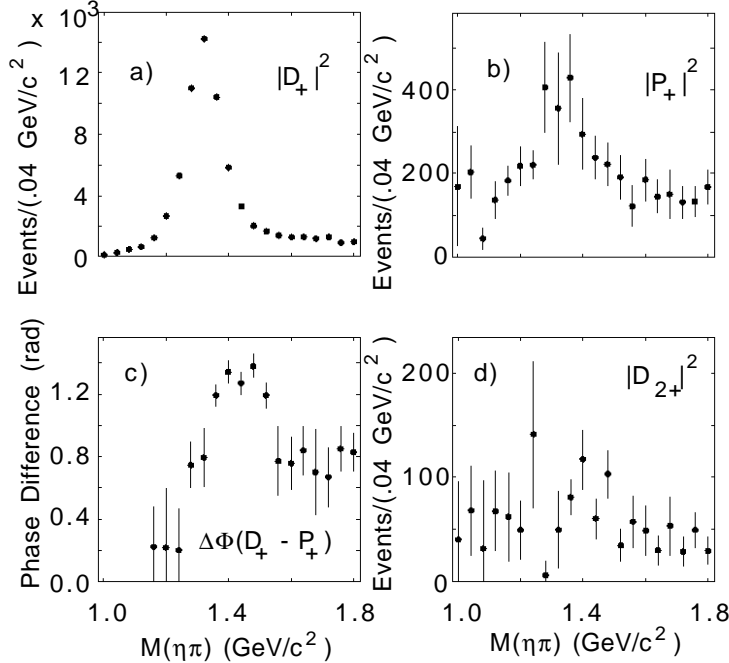 x 10³
16
12
8
4
0
Events/(.04 GeV/c²)
a)
|D₊|²
400
200
0
Events/(.04 GeV/c²)
b)
|P₊|²
1.2
0.8
0.4
0.0
Phase Difference (rad)
c)
ΔΦ(D₊ - P₊)
1.0 1.4 1.8
M(ηπ) (GeV/c²)
200
100
0
Events/(.04 GeV/c²)
d)
|D₂₊|²
1.0 1.4 1.8
M(ηπ) (GeV/c²)